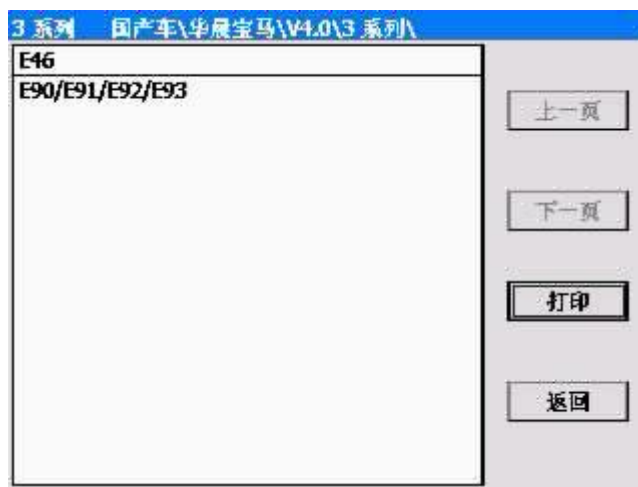 3 系列 国产车\华晨宝马\V4.0\3 系列\
E46
E90/E91/E92/E93
上一页
下一页
打印
返回